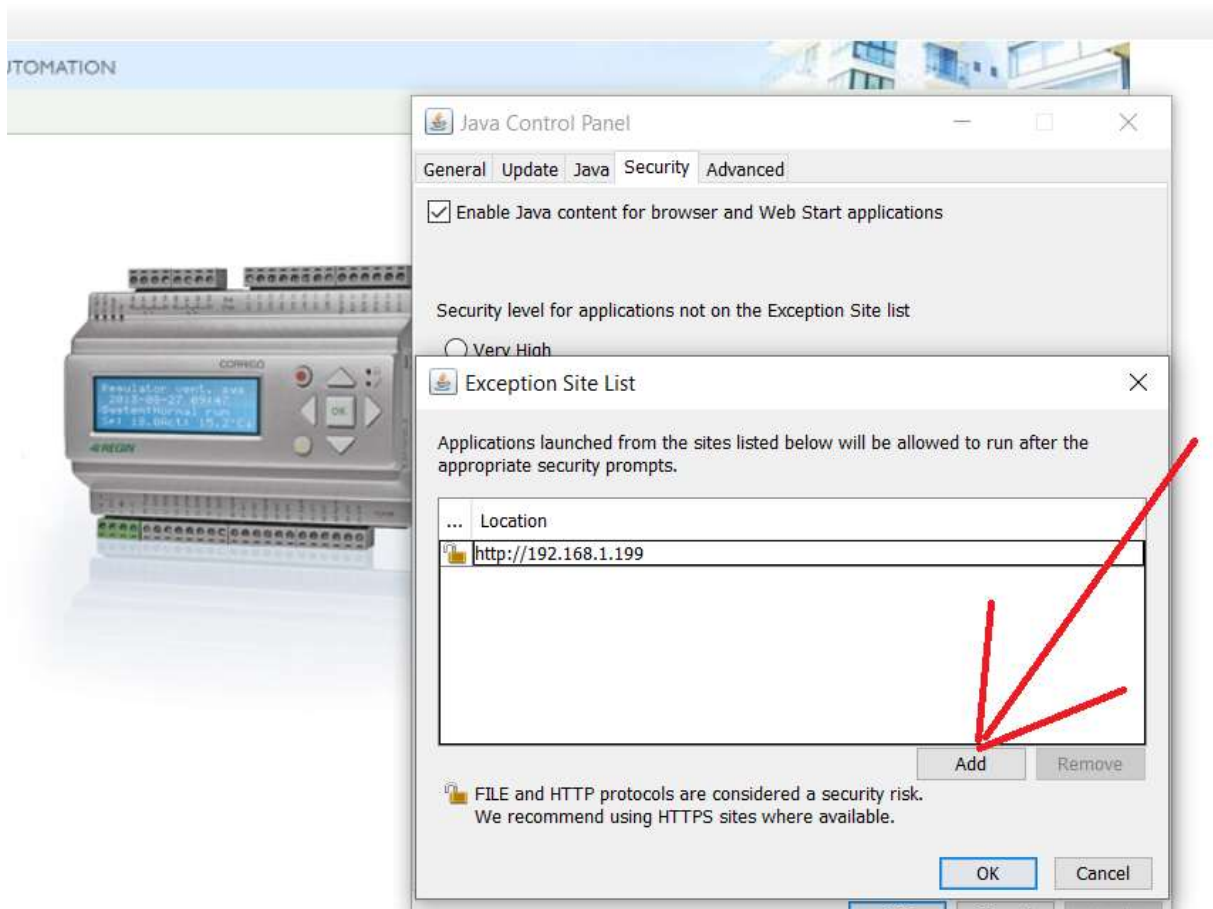 AUTOMATION
Java Control Panel
General Update Java Security Advanced
Enable Java content for browser and Web Start applications
Security level for applications not on the Exception Site list
Very High
CORRIGO
OK
REGIN
Exception Site List
Applications launched from the sites listed below will be allowed to run after the
appropriate security prompts.
... Location
http://192.168.1.199
Add Remove
FILE and HTTP protocols are considered a security risk.
We recommend using HTTPS sites where available.
OK Cancel